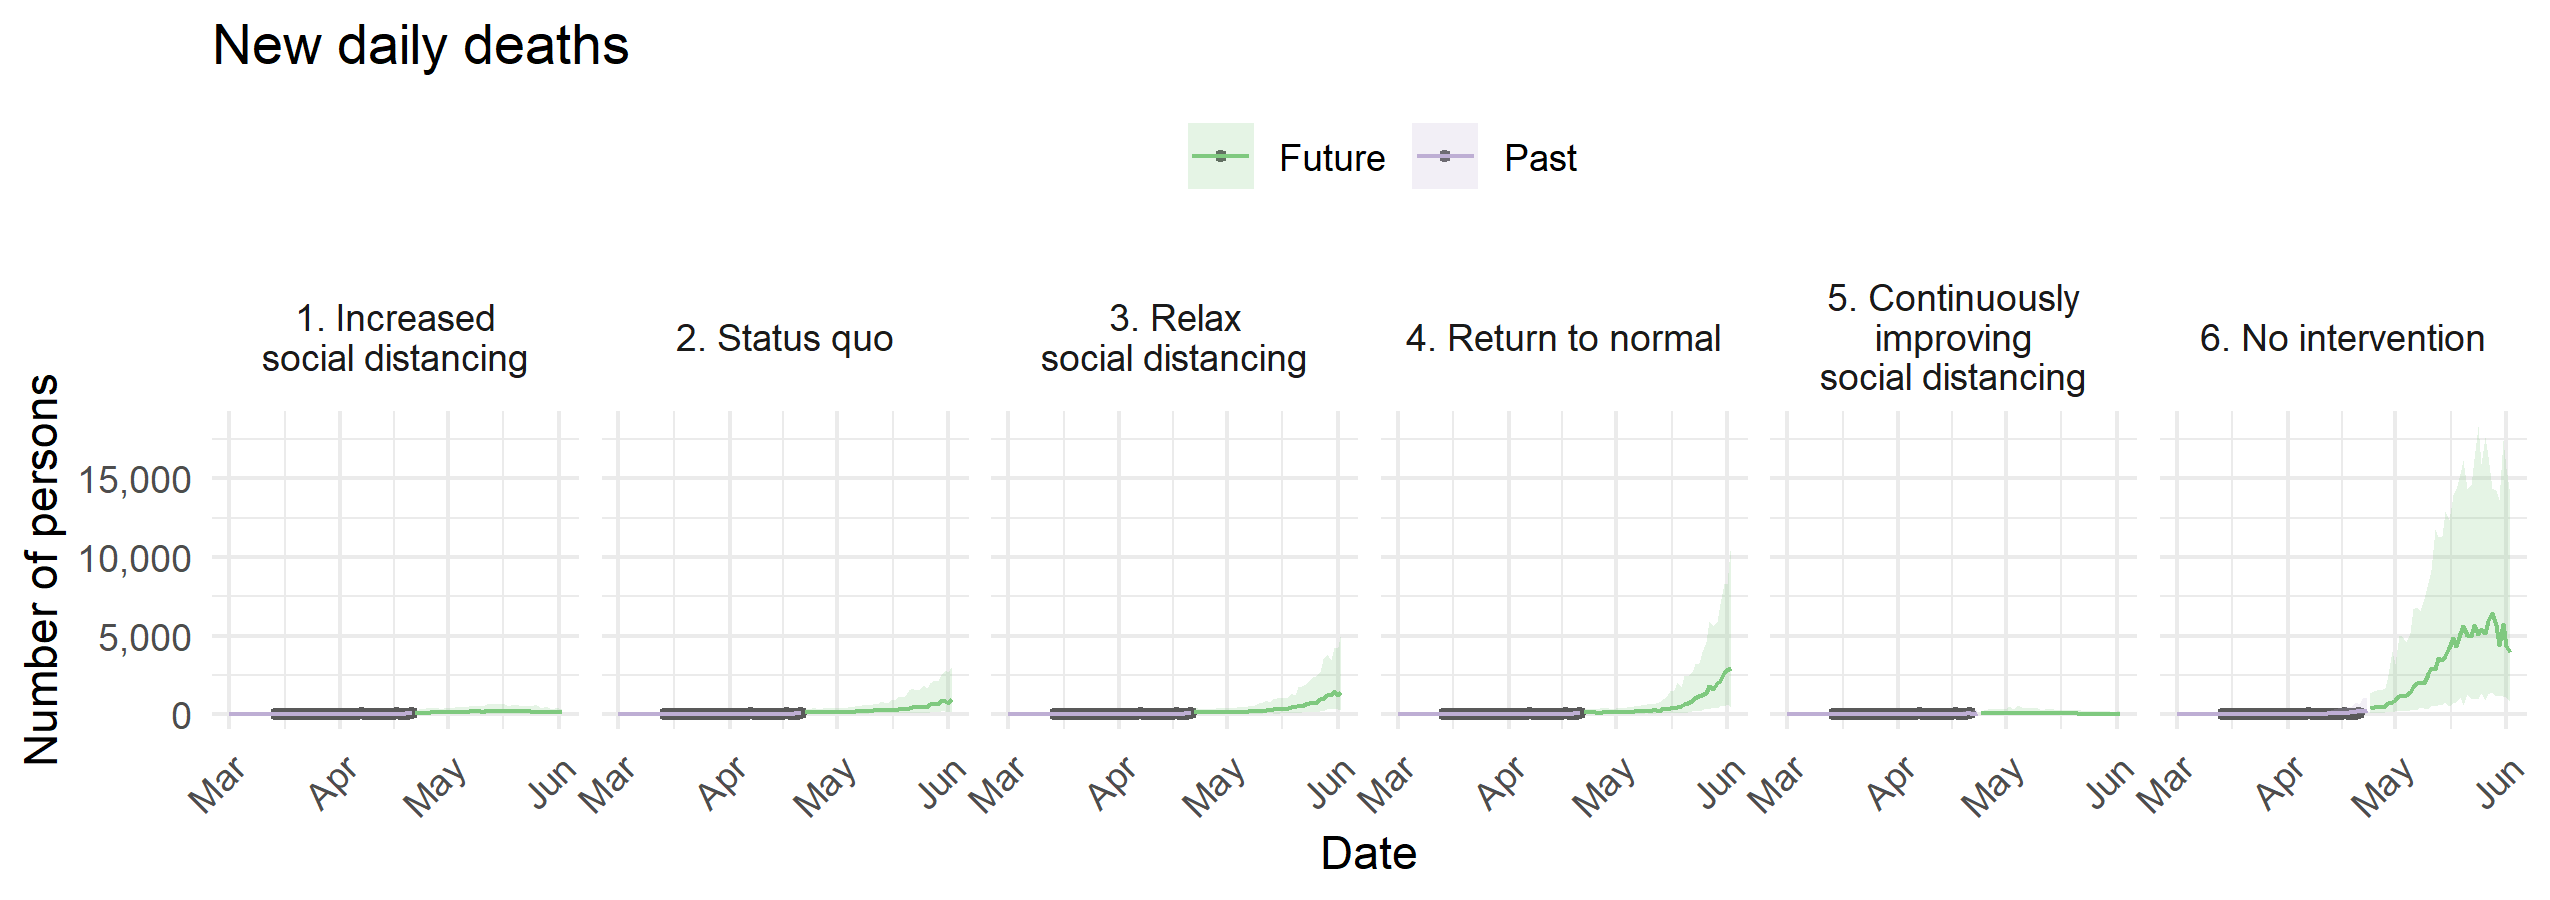 New daily deaths
Future
Past
1. Increased
social distancing
2. Status quo
3. Relax
social distancing
4. Return to normal
5. Continuously
improving
social distancing
6. No intervention
Number of persons
15,000
10,000
5,000
0
Mar
Apr
May
Jun
Mar
Apr
May
Jun
Mar
Apr
May
Jun
Mar
Apr
May
Jun
Mar
Apr
May
Jun
Mar
Apr
May
Jun
Date